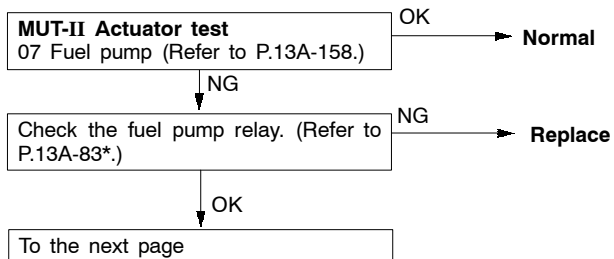 MUT-II Actuator test
07 Fuel pump (Refer to P.13A-158.)
OK
Normal
NG
Check the fuel pump relay. (Refer to
P.13A-83*.)
NG
Replace
OK
To the next page